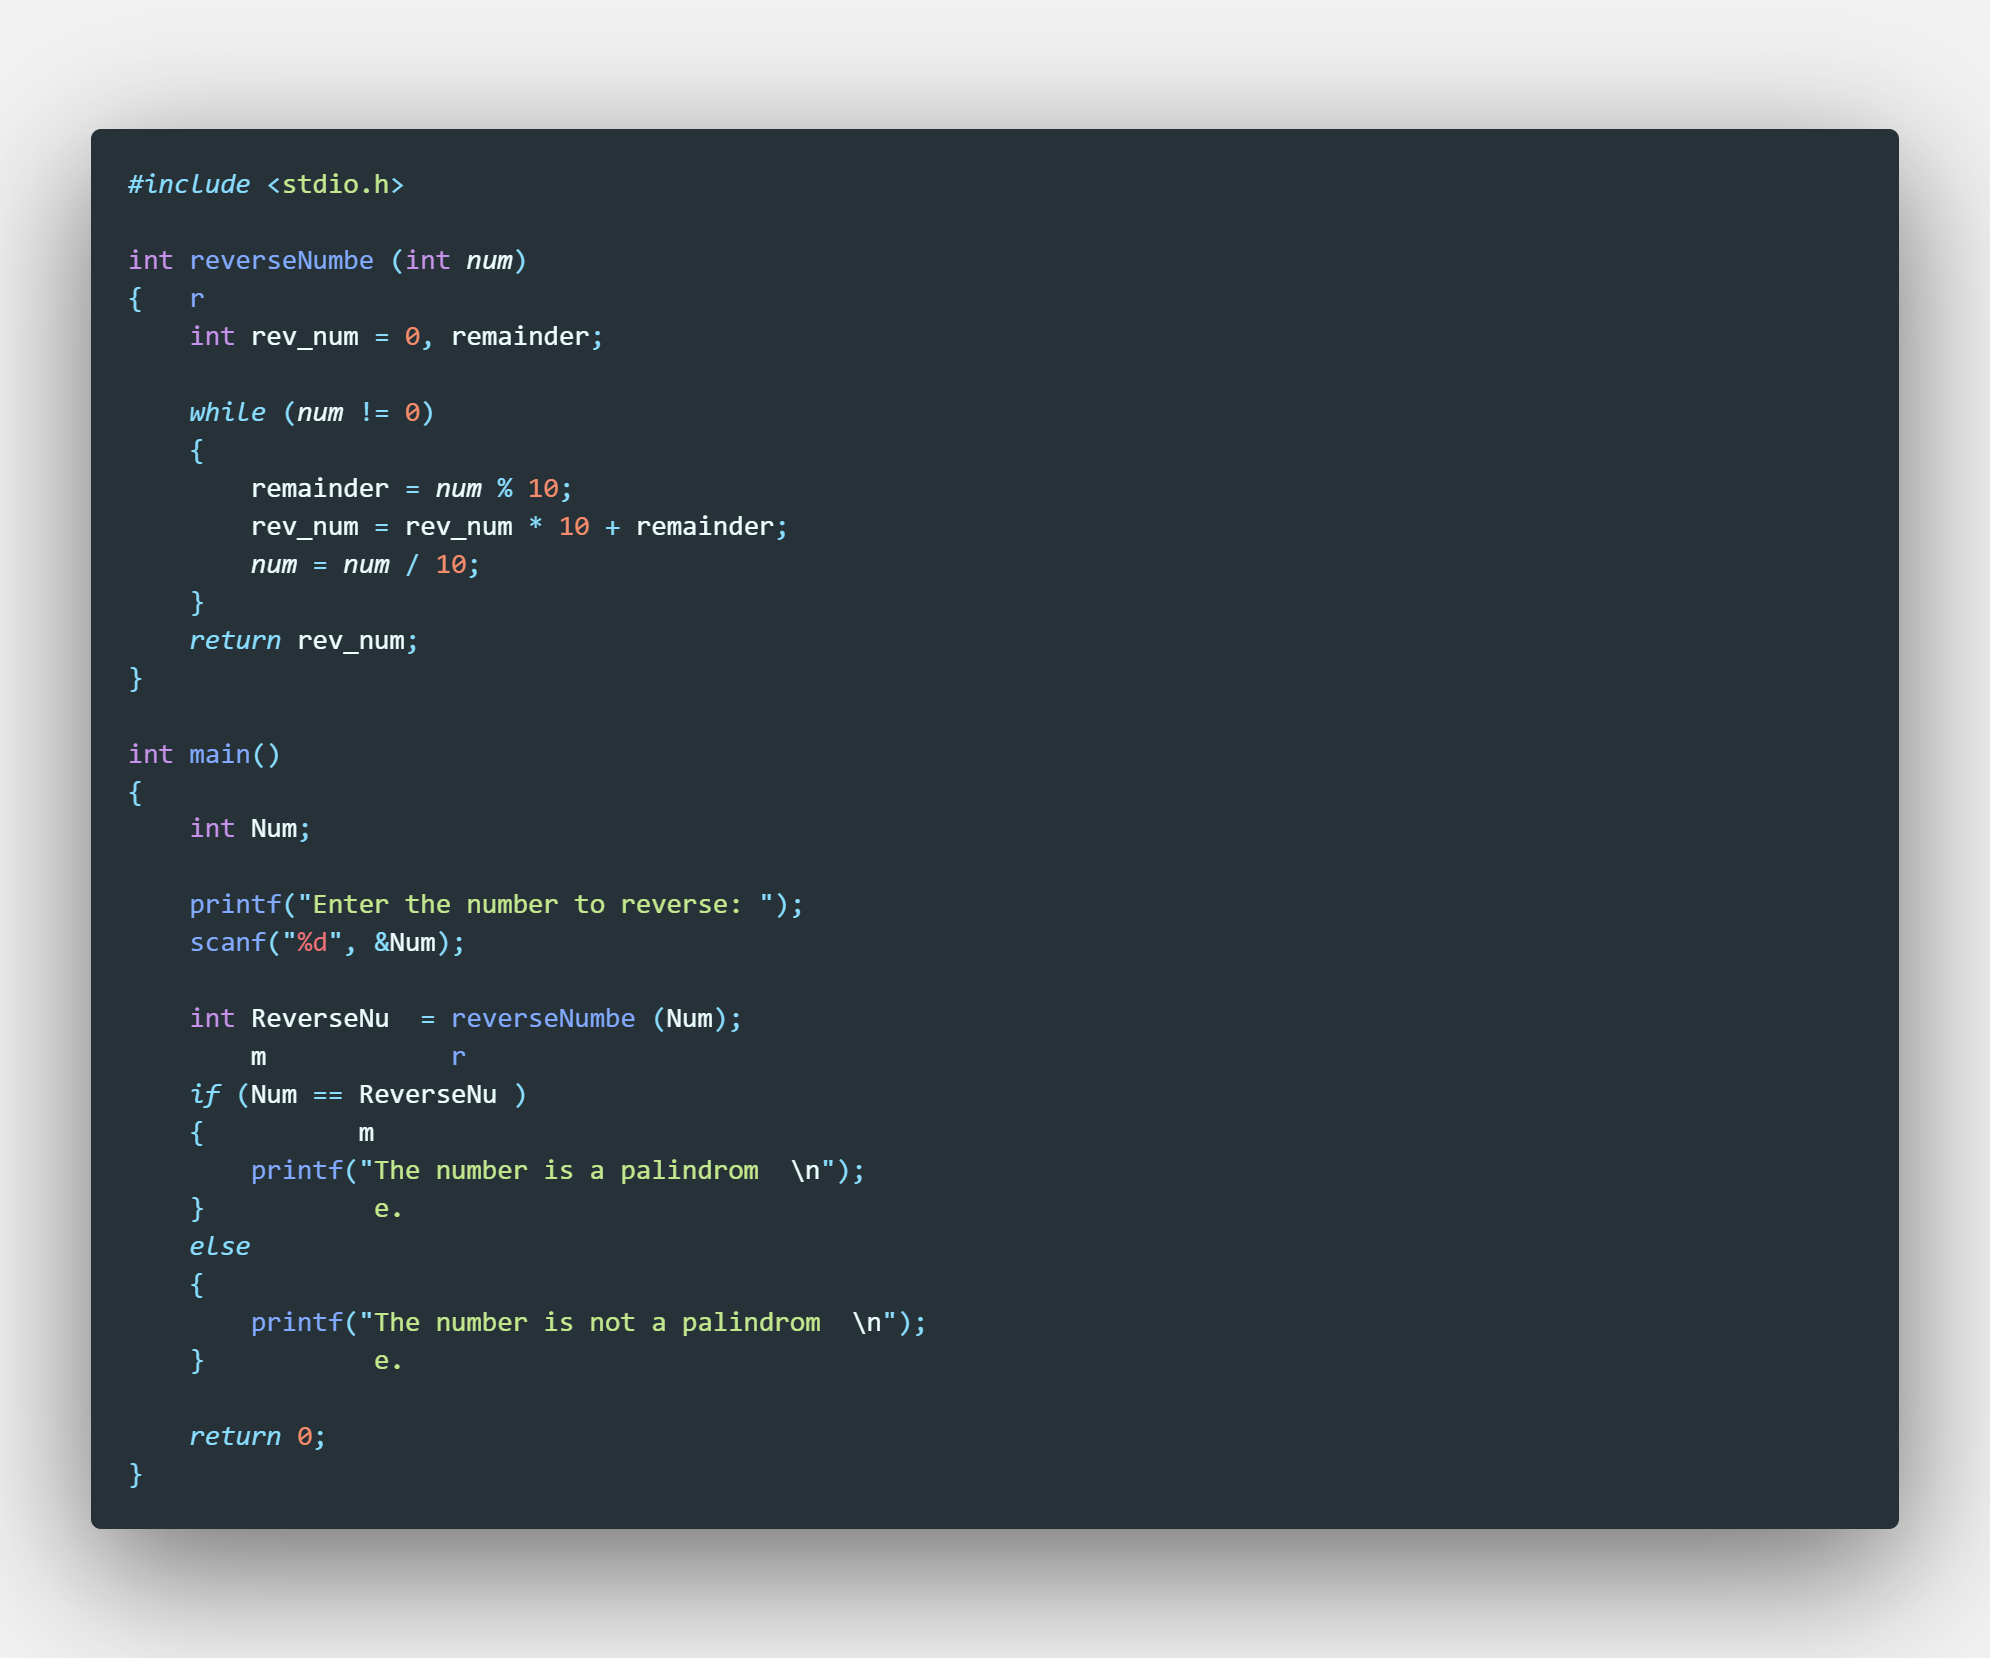 #include <stdio.h>
int reverseNumbe (int num)
{   r
    int rev_num = 0, remainder;
    while (num != 0)
    {
        remainder = num % 10;
        rev_num = rev_num * 10 + remainder;
        num = num / 10;
    }
    return rev_num;
}
int main()
{
    int Num;
    printf("Enter the number to reverse: ");
    scanf("%d", &Num);
    int ReverseNu  = reverseNumbe (Num);
        m            r
    if (Num == ReverseNu )
    {          m
        printf("The number is a palindrom  \n");
    }           e.
    else
    {
        printf("The number is not a palindrom  \n");
    }           e.
    return 0;
}